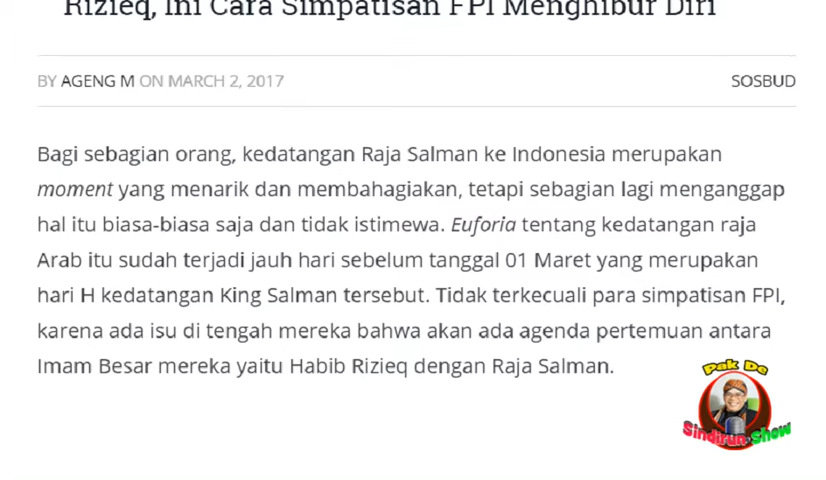 Rizieq, Ini Cara Simpatisan FPI Menghibur Diri
BY AGENG M ON MARCH 2, 2017
SOSBUD
Bagi sebagian orang, kedatangan Raja Salman ke Indonesia merupakan
moment yang menarik dan membahagiakan, tetapi sebagian lagi menganggap
hal itu biasa-biasa saja dan tidak istimewa. Euforia tentang kedatangan raja
Arab itu sudah terjadi jauh hari sebelum tanggal 01 Maret yang merupakan
hari H kedatangan King Salman tersebut. Tidak terkecuali para simpatisan FPI,
karena ada isu di tengah mereka bahwa akan ada agenda pertemuan antara
Imam Besar mereka yaitu Habib Rizieq dengan Raja Salman.
Pak De
Sindirun Show